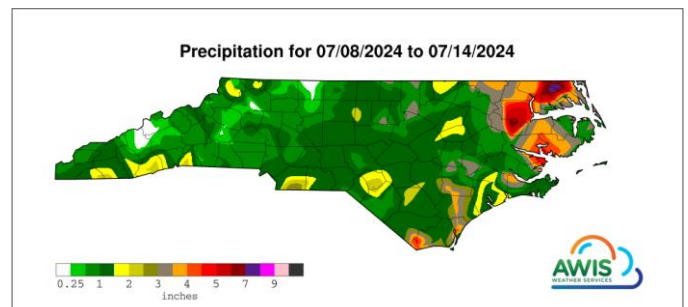 Precipitation for 07/08/2024 to 07/14/2024
0.25 1 2 3 4 5 7 9
inches
AWIS
WEATHER SERVICES